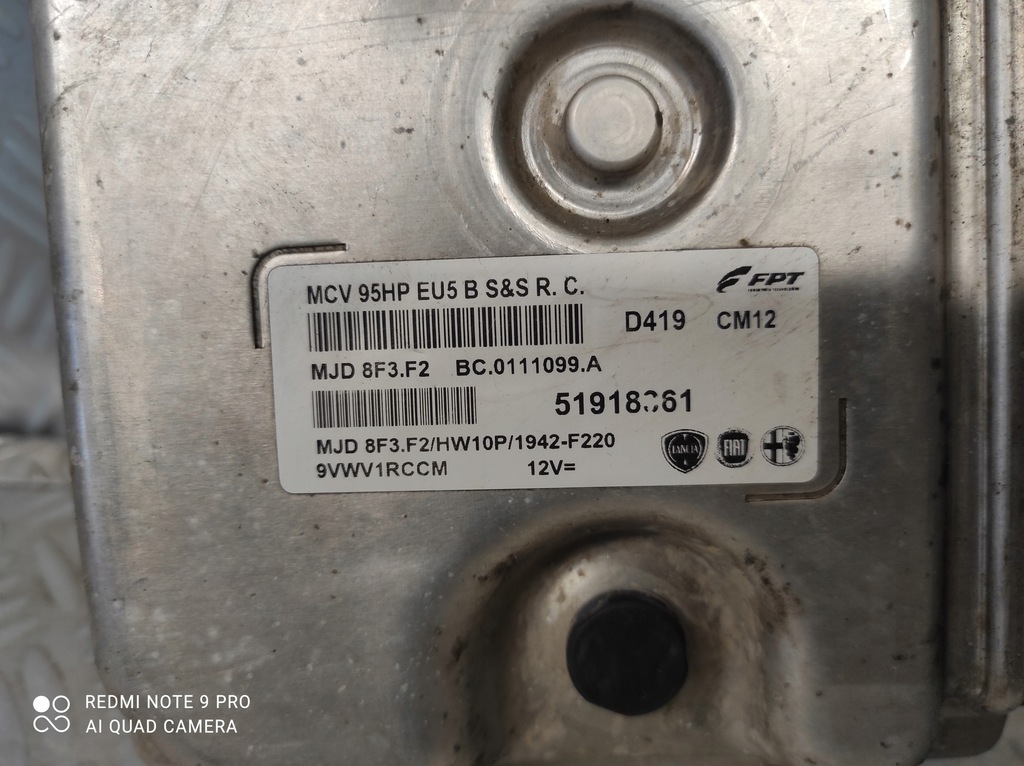 MCV 95HP EU5 B S&S R. C.
FPT
D419 CM12
MJD 8F3.F2 BC.0111099.A
MJD 8F3.F2/HW10P/1942-F220
LANCIA
FIAT
9VWV1RCCM 12V=
REDMI NOTE 9 PRO
AI QUAD CAMERA